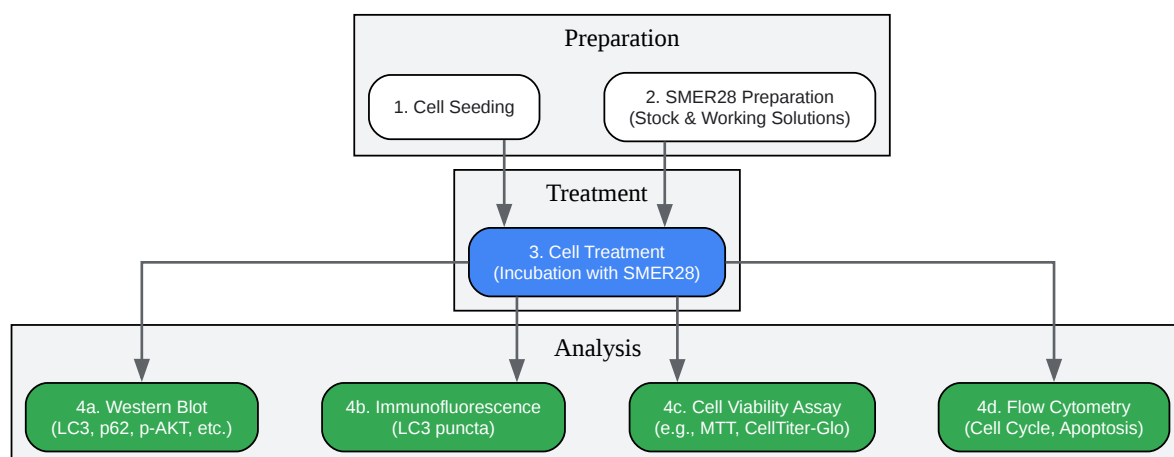 Preparation
1. Cell Seeding
2. SMER28 Preparation
(Stock & Working Solutions)
Treatment
3. Cell Treatment
(Incubation with SMER28)
Analysis
4a. Western Blot
(LC3, p62, p-AKT, etc.)
4b. Immunofluorescence
(LC3 puncta)
4c. Cell Viability Assay
(e.g., MTT, CellTiter-Glo)
4d. Flow Cytometry
(Cell Cycle, Apoptosis)